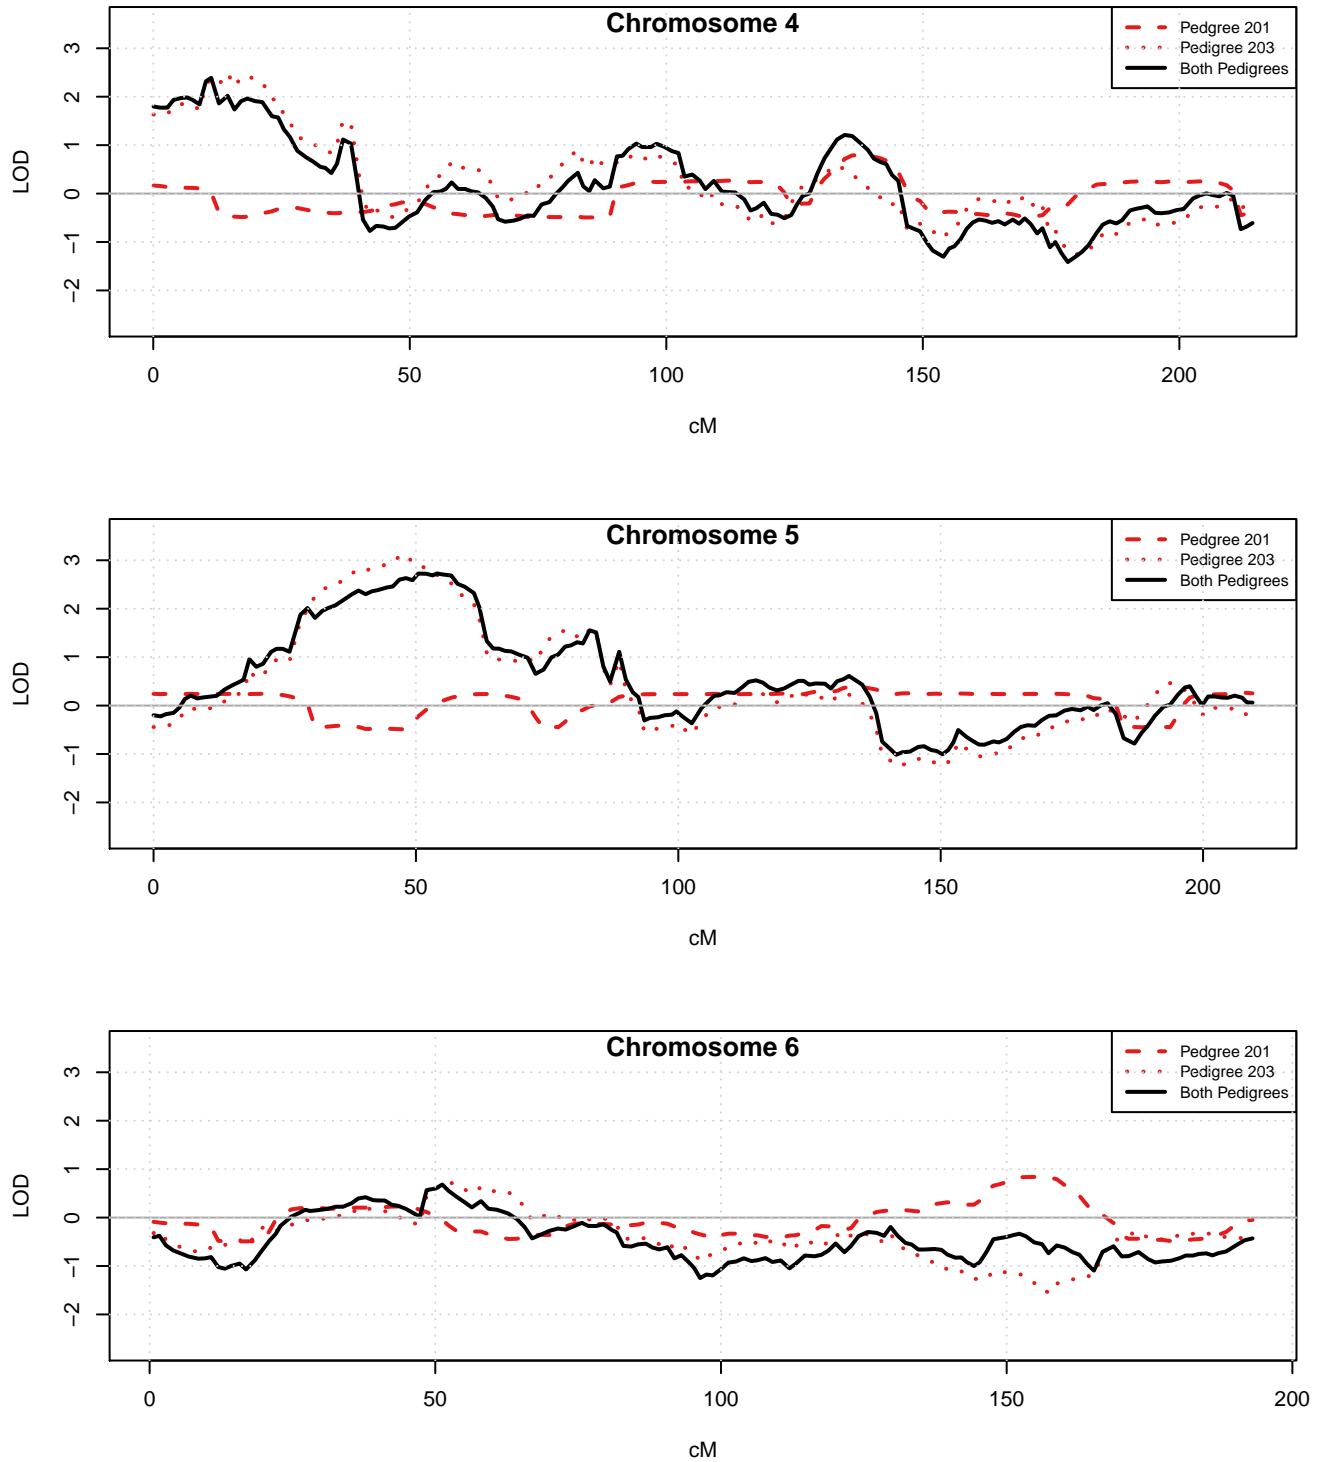 Chromosome 4
Pedgree 201
Pedigree 203
Both Pedigrees
LOD
3
2
1
0
−1
−2
0 50 100 150 200
cM
Chromosome 5
Pedgree 201
Pedigree 203
Both Pedigrees
LOD
3
2
1
0
−1
−2
0 50 100 150 200
cM
Chromosome 6
Pedgree 201
Pedigree 203
Both Pedigrees
LOD
3
2
1
0
−1
−2
0 50 100 150 200
cM